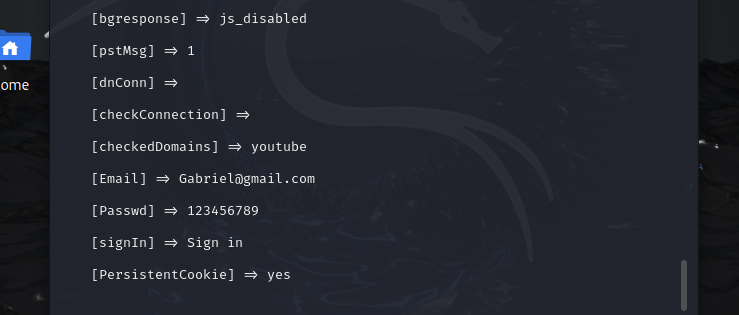 [bgresponse] => js_disabled
[pstMsg] => 1
[dnConn] =>
[checkConnection] =>
ome
[checkedDomains] => youtube
[Email] => Gabriel@gmail.com
[Passwd] => 123456789
[signIn] => Sign in
[PersistentCookie] => yes